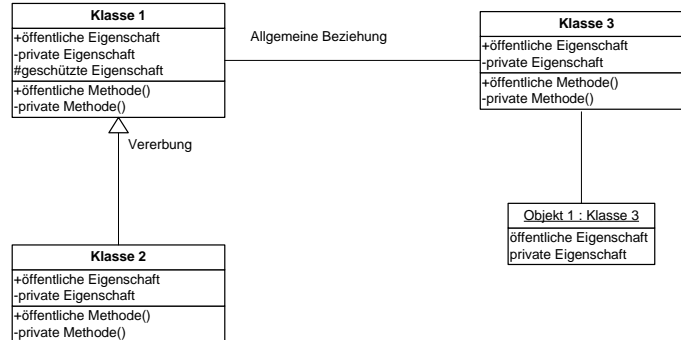 Klasse 1
+öffentliche Eigenschaft
-private Eigenschaft
#geschützte Eigenschaft
+öffentliche Methode()
-private Methode()
Allgemeine Beziehung
Klasse 3
+öffentliche Eigenschaft
-private Eigenschaft
+öffentliche Methode()
-private Methode()
Vererbung
Objekt 1 : Klasse 3
öffentliche Eigenschaft
private Eigenschaft
Klasse 2
+öffentliche Eigenschaft
-private Eigenschaft
+öffentliche Methode()
-private Methode()